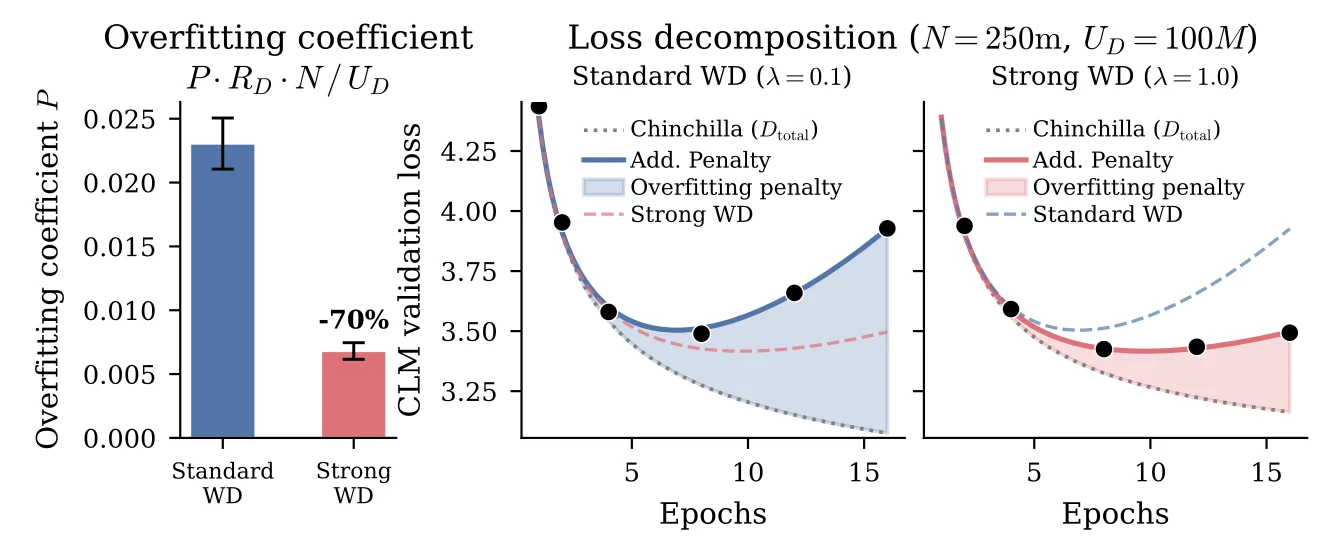 Overfitting coefficient
P · R_D · N / U_D
Overfitting coefficient P
0.025
0.020
0.015
0.010
0.005
0.000
-70%
Standard
WD
Strong
WD
Loss decomposition (N = 250m, U_D = 100M)
Standard WD (λ = 0.1)
CLM validation loss
4.25
4.00
3.75
3.50
3.25
Chinchilla (D_total)
Add. Penalty
Overfitting penalty
Strong WD
5
10
15
Epochs
Strong WD (λ = 1.0)
Chinchilla (D_total)
Add. Penalty
Overfitting penalty
Standard WD
5
10
15
Epochs